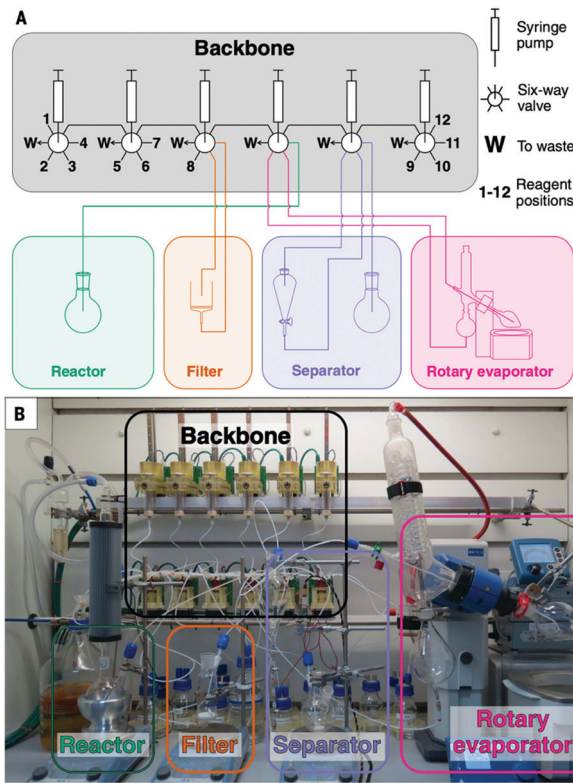 A
Backbone
1
12
W
4
W
7
W
W
W
W
11
2
3
5
6
8
9
10
Syringe
pump
Six-way
valve
W
To waste
1-12
Reagent
positions
Reactor
Filter
Separator
Rotary evaporator
B
Backbone
Reactor
Filter
Separator
Rotary
evaporator